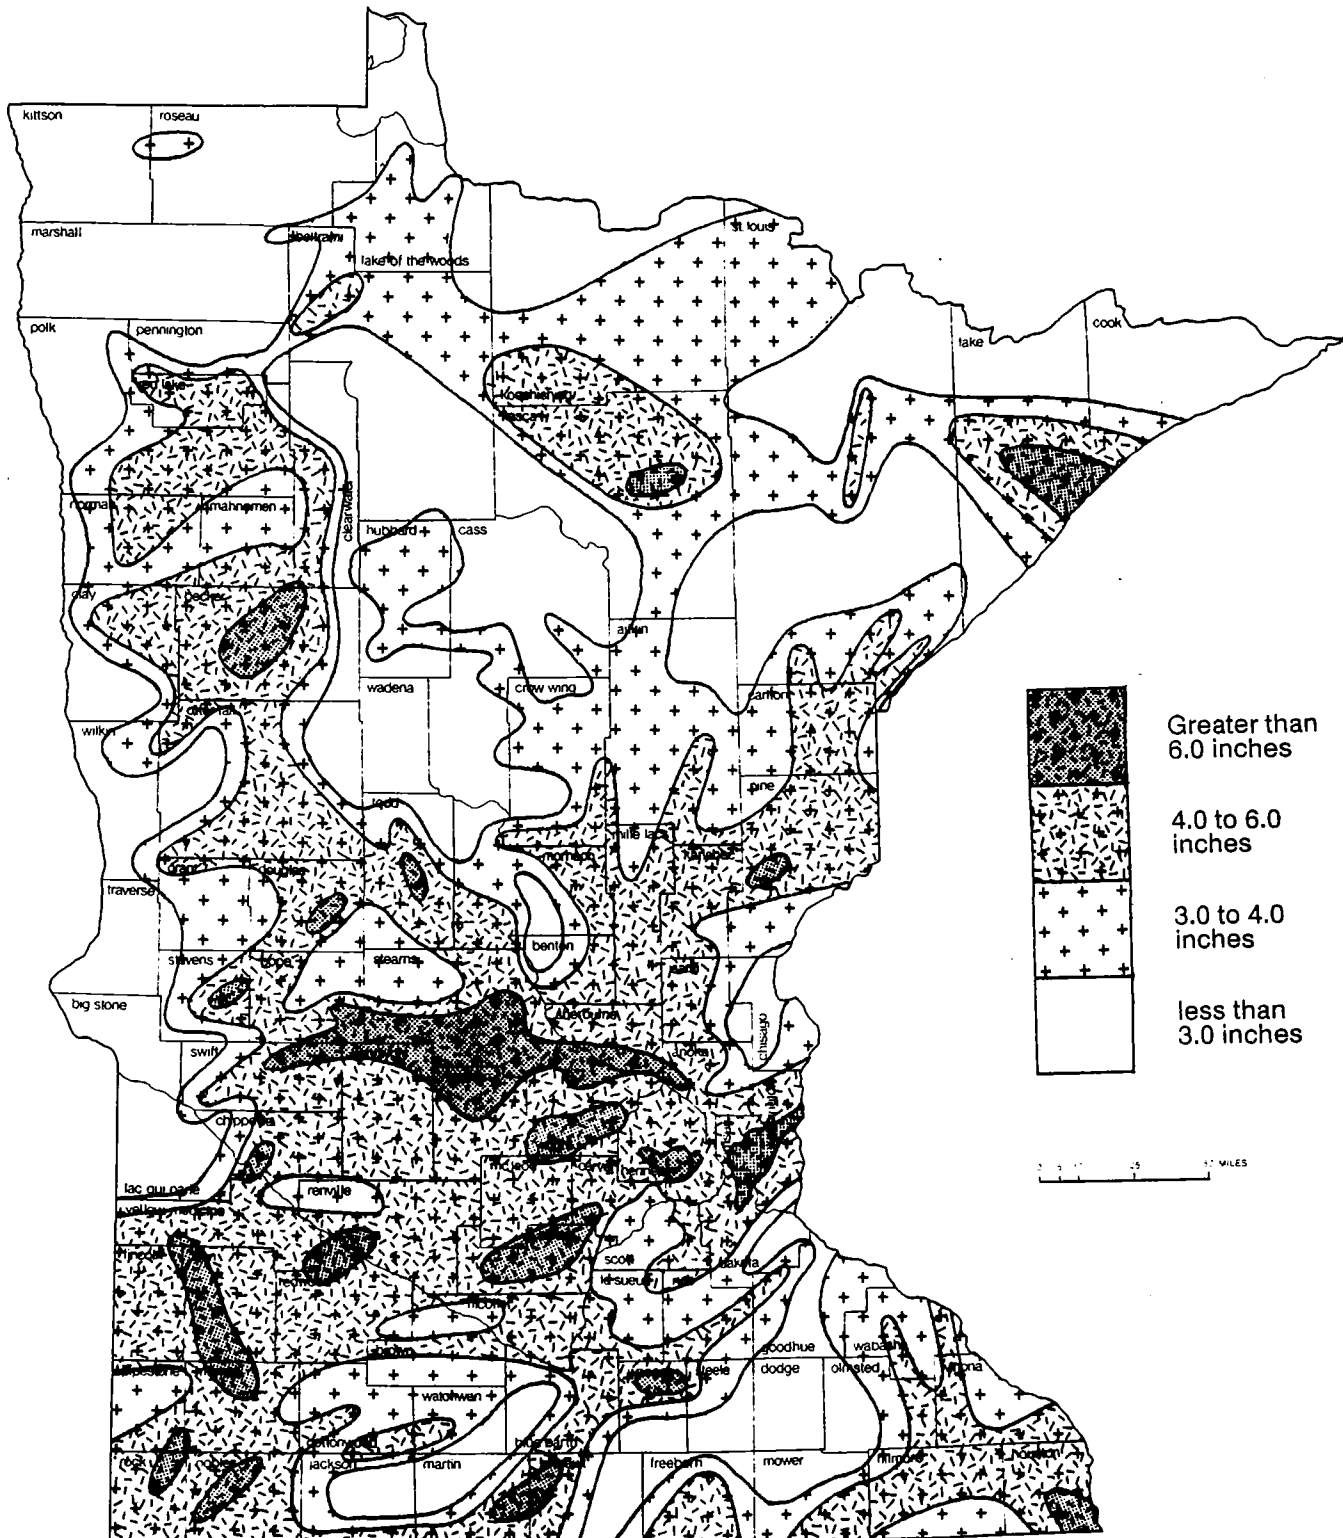 kittson
roseau
marshall
beltrami
lake of the woods
st. louis
polk
pennington
lake
cook
red lake
koochiching
itasca
norman
mahnomen
clearwater
hubbard
cass
clay
becker
aitkin
wadena
crow wing
carlton
otter tail
wilkin
pine
todd
mille lacs
morrison
kanabec
grant
douglas
traverse
benton
stevens
pope
stearns
isanti
big stone
sherburne
chisago
swift
anoka
chippewa
mc leod
carver
hennepin
lac qui parle
renville
yellow medicine
lincoln
scott
dakota
redwood
le sueur
nicollet
brown
goodhue
wabasha
pipestone
steele
dodge
olmsted
winona
watonwan
cottonwood
blue earth
rock
nobles
jackson
martin
freeborn
mower
fillmore
houston
Greater than
6.0 inches
4.0 to 6.0
inches
3.0 to 4.0
inches
less than
3.0 inches
MILES